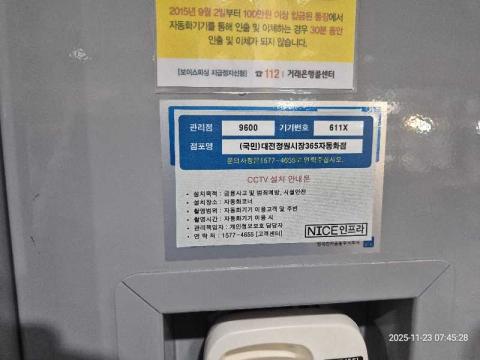 2015년 9월 2일부터 100만원 이상 입금된 통장에서
자동화기기를 통해 인출 및 이체하는 경우 30분 동안
인출 및 이체가 되지 않습니다.
[보이스피싱 지급정지신청] ☎ 112 | 거래은행콜센터
관리점 9600 기기번호 611X
점포명 (국민)대전정원시장365자동화점
문의사항은1577-4655로 연락주십시오.
CCTV 설치 안내문
• 설치목적 : 금융사고 및 범죄예방, 시설안전
• 설치장소 : 자동화코너
• 촬영범위 : 자동화기기 이용고객 및 주변
• 촬영시간 : 자동화기기 이용 시
• 관리책임자 : 개인정보보호 담당자
• 연 락 처 : 1577-4655 [고객센터]
NICE인프라
2025-11-23 07:45:28